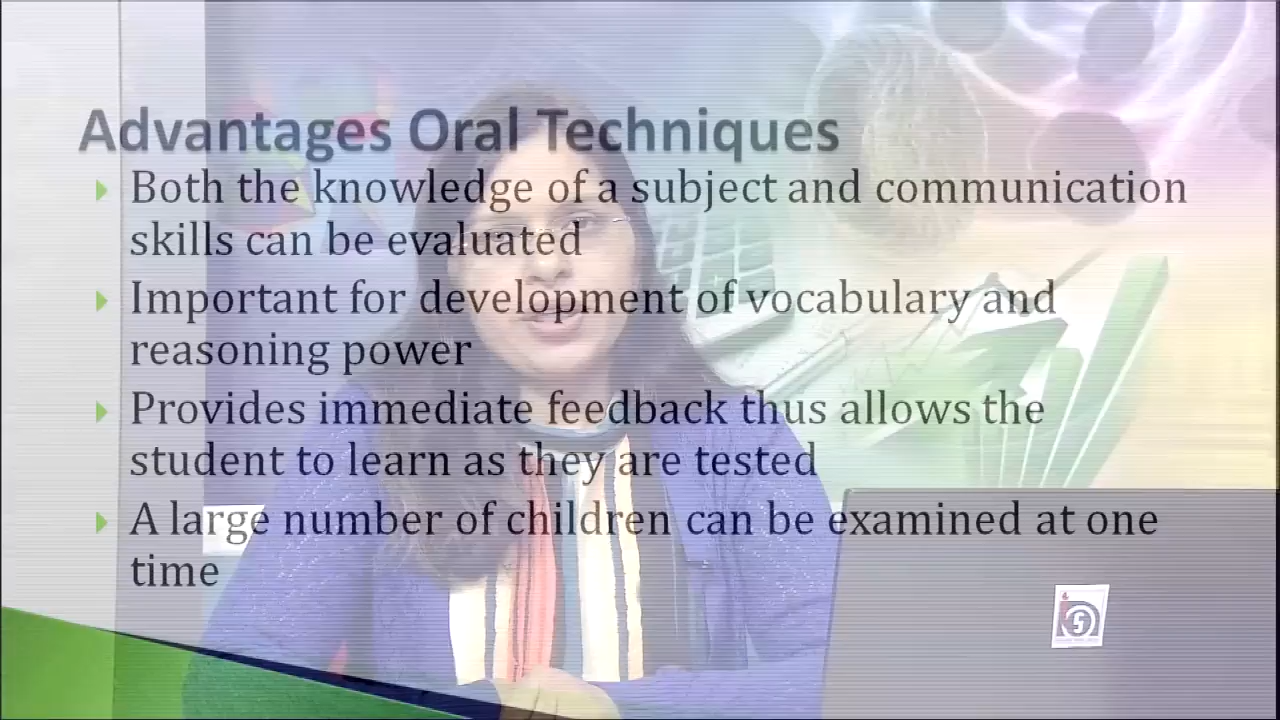 Advantages Oral Techniques
Both the knowledge of a subject and communication
skills can be evaluated
Important for development of vocabulary and
reasoning power
Provides immediate feedback thus allows the
student to learn as they are tested
A large number of children can be examined at one
time